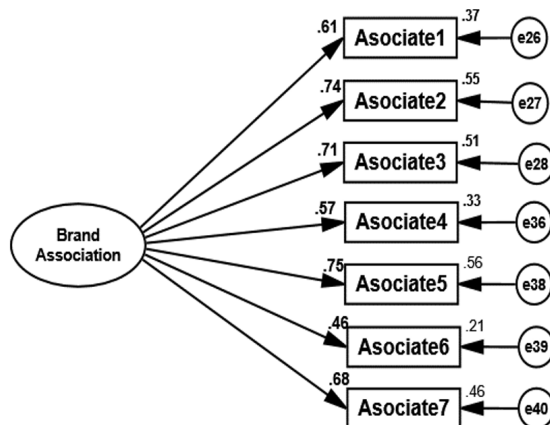 .61
Asociate1
.37
e26
.74
Asociate2
.55
e27
.71
Asociate3
.51
e28
Brand
Association
.57
Asociate4
.33
e36
.75
Asociate5
.56
e38
.46
Asociate6
.21
e39
.68
Asociate7
.46
e40